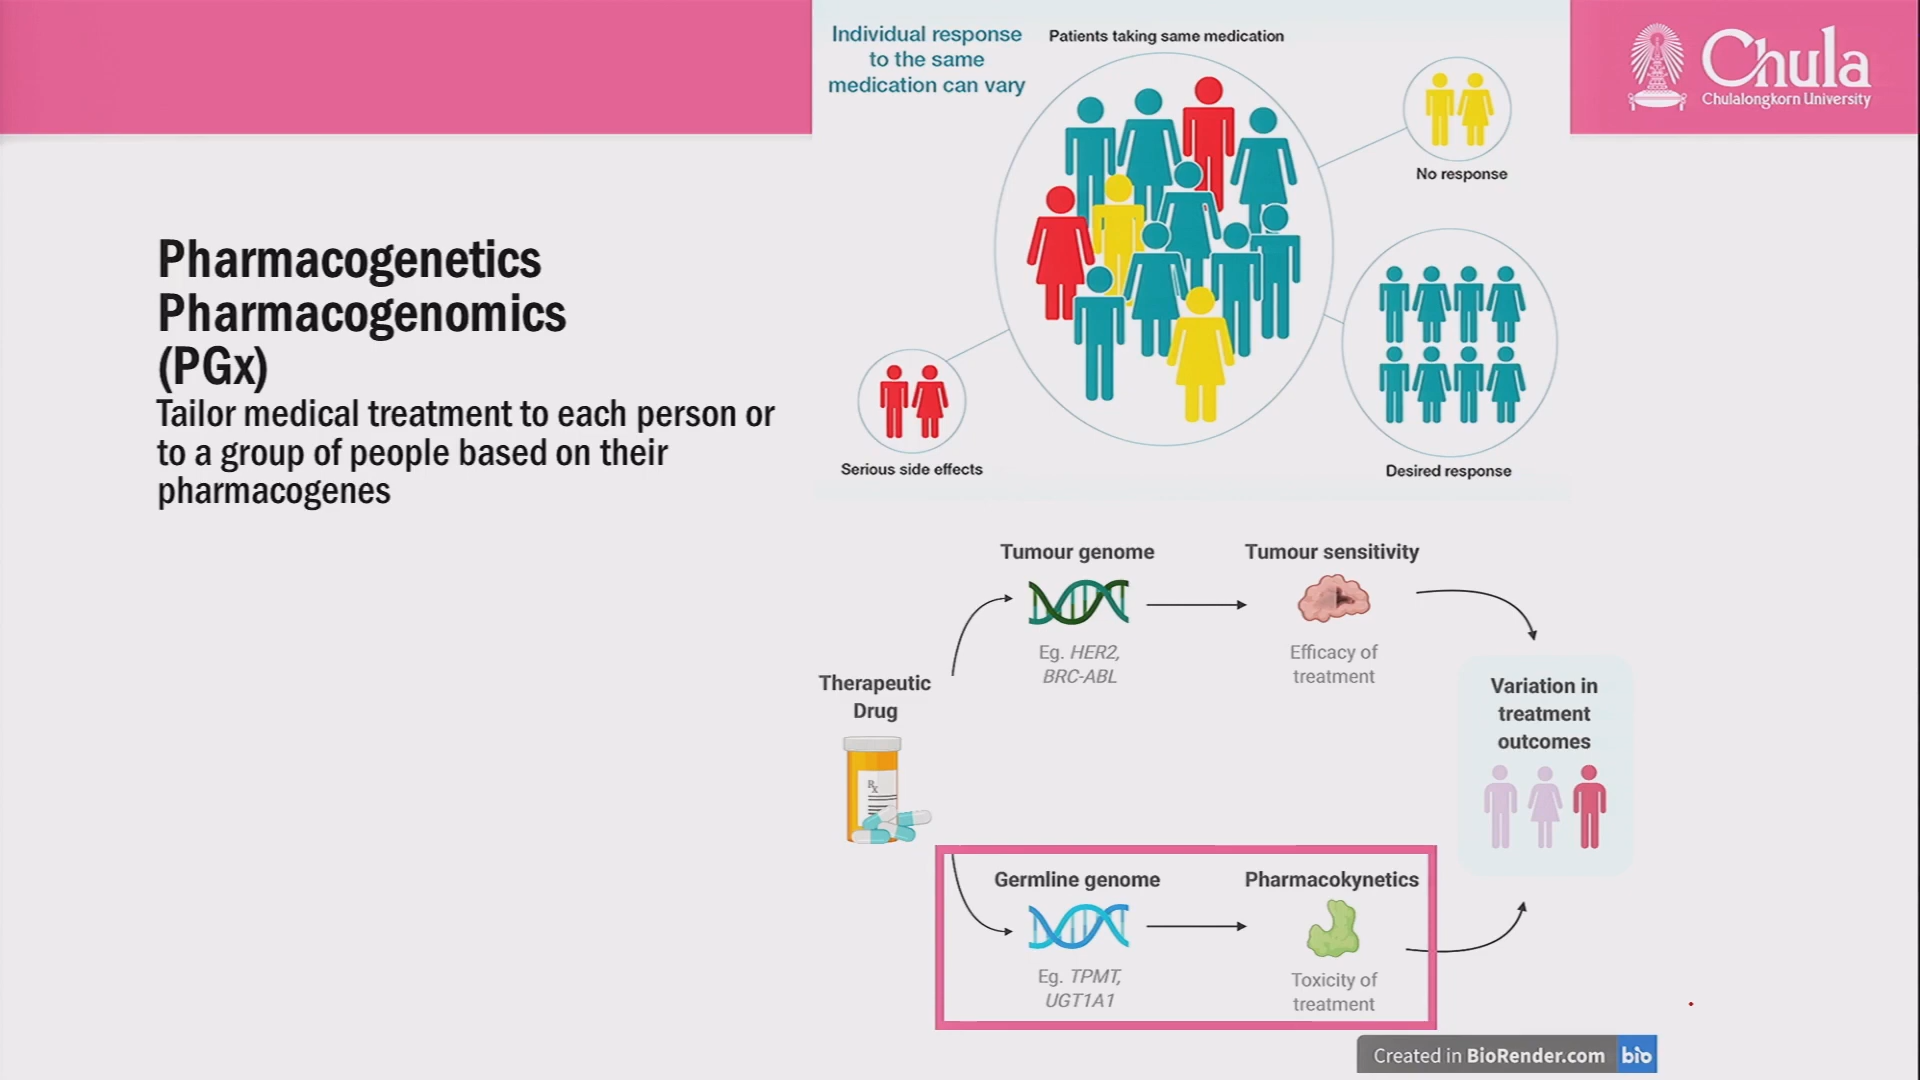 Individual response
to the same
medication can vary
Patients taking same medication
No response
Desired response
Serious side effects
Chula
Chulalongkorn University
Pharmacogenetics
Pharmacogenomics
(PGx)
Tailor medical treatment to each person or
to a group of people based on their
pharmacogenes
Therapeutic
Drug
Rx
Tumour genome
Eg. HER2,
BRC-ABL
Tumour sensitivity
Efficacy of
treatment
Germline genome
Eg. TPMT,
UGT1A1
Pharmacokynetics
Toxicity of
treatment
Variation in
treatment
outcomes
Created in BioRender.com bio